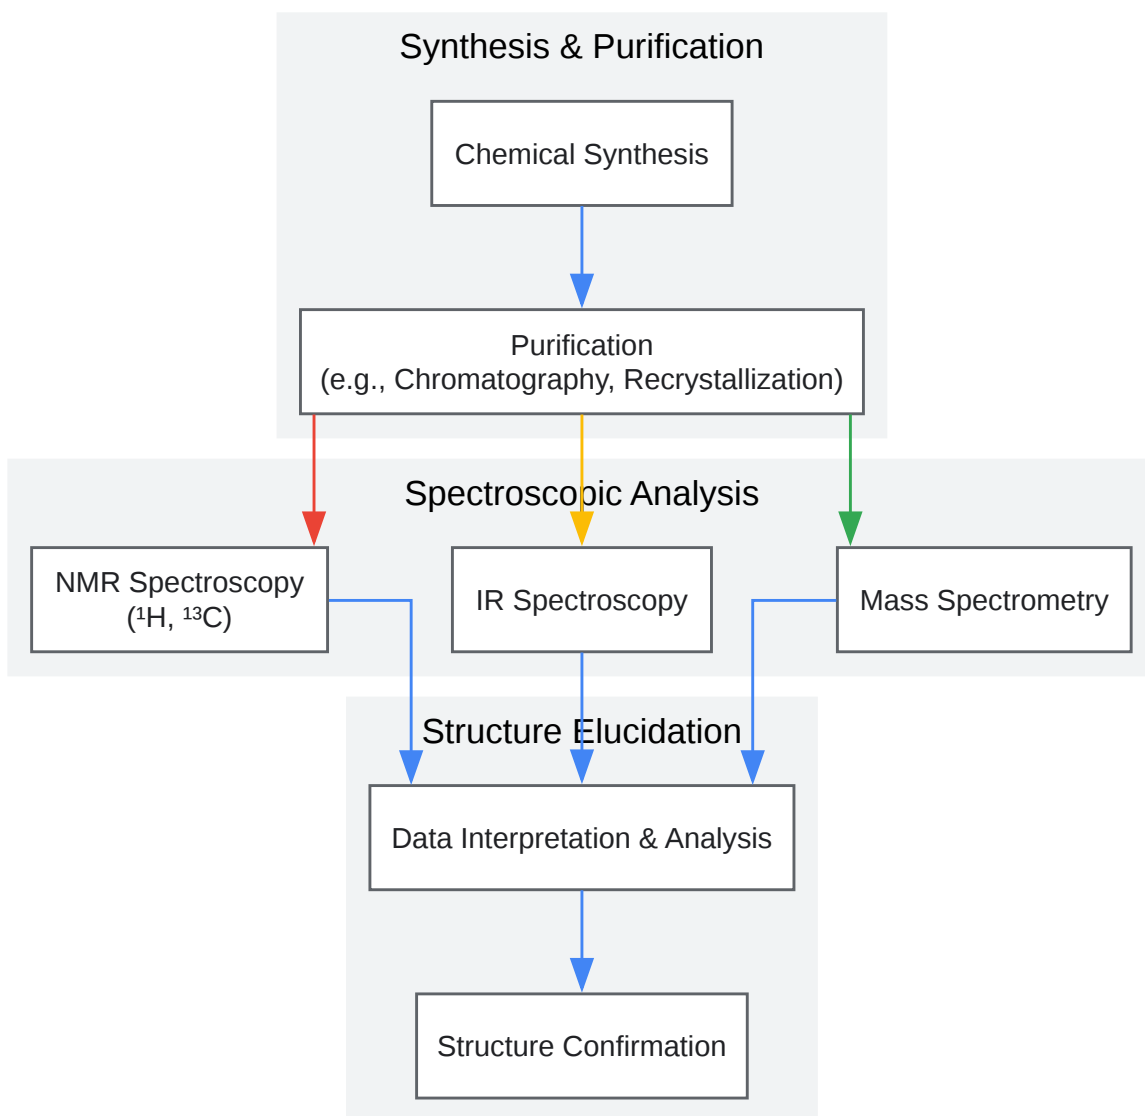 Synthesis & Purification
Chemical Synthesis
Purification
(e.g., Chromatography, Recrystallization)
Spectroscopic Analysis
NMR Spectroscopy
(¹H, ¹³C)
IR Spectroscopy
Mass Spectrometry
Structure Elucidation
Data Interpretation & Analysis
Structure Confirmation